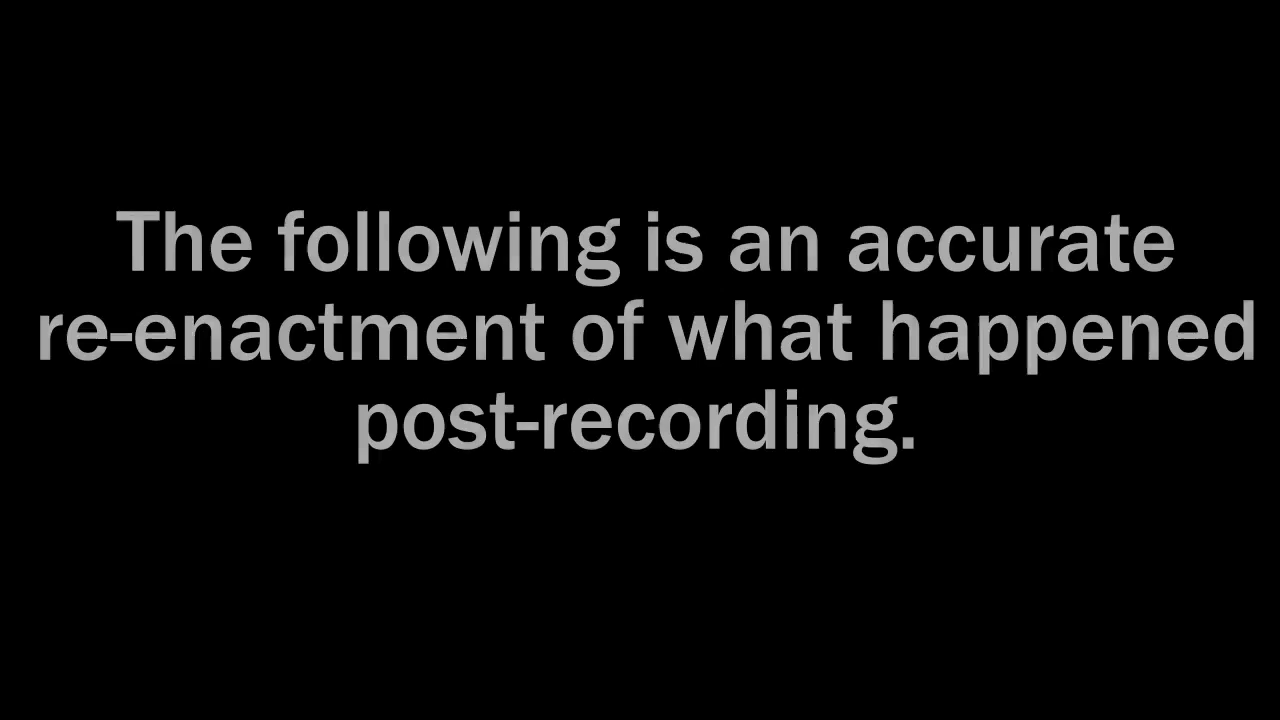 The following is an accurate
re-enactment of what happened
post-recording.